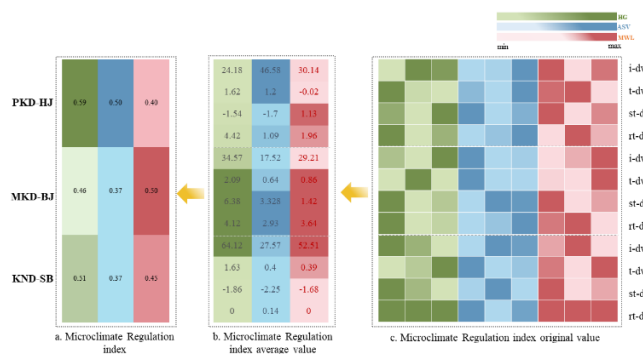 HG
ASV
MWL
min max
PKD-HJ
MKD-BJ
KND-SB
0.59 0.50 0.40
0.46 0.37 0.50
0.51 0.37 0.45
24.18 46.58 30.14
1.62 1.2 -0.02
-1.54 -1.7 1.13
4.42 1.09 1.96
34.57 17.52 29.21
2.09 0.64 0.86
6.38 3.328 1.42
4.12 2.93 3.64
64.12 27.57 52.51
1.63 0.4 0.39
-1.86 -2.25 -1.68
0 0.14 0
i-dw
t-dw
st-d
rt-d
i-dv
t-dv
st-d
rt-d
i-dv
t-dv
st-d
rt-d
a. Microclimate Regulation
index
b. Microclimate Regulation
index average value
c. Microclimate Regulation index original value